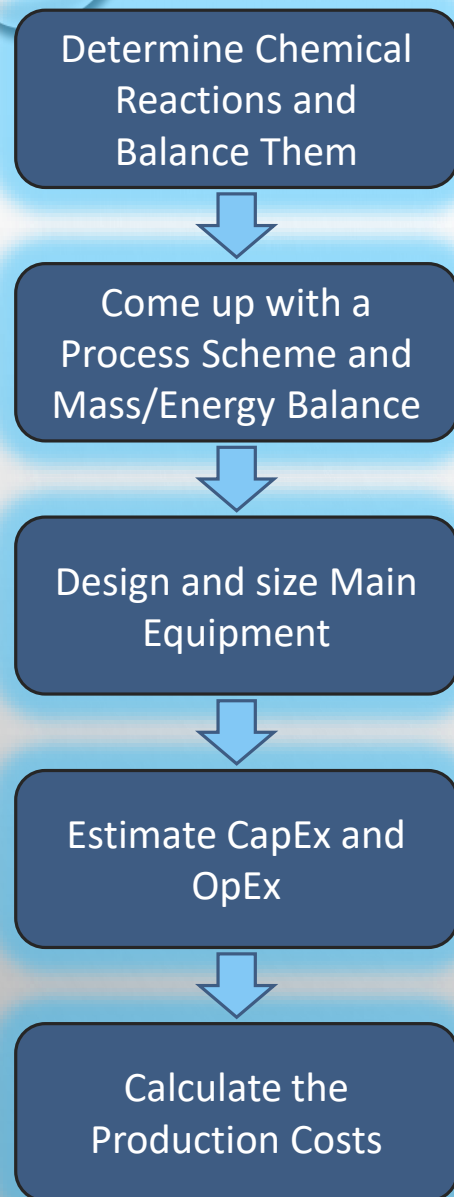 Determine Chemical
Reactions and
Balance Them
Come up with a
Process Scheme and
Mass/Energy Balance
Design and size Main
Equipment
Estimate CapEx and
OpEx
Calculate the
Production Costs